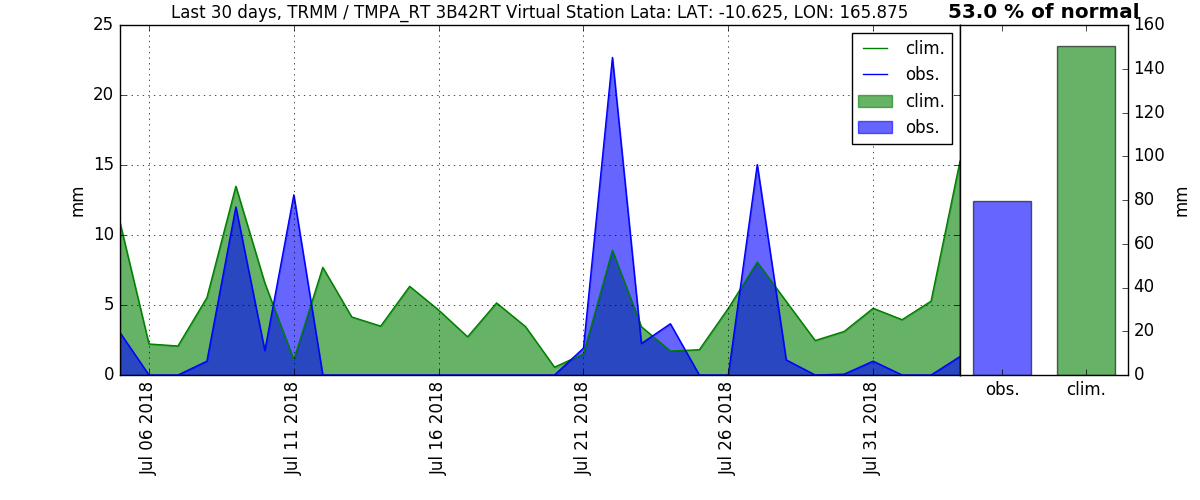 Last 30 days, TRMM / TMPA_RT 3B42RT Virtual Station Lata: LAT: -10.625, LON: 165.875
53.0 % of normal
25
20
15
10
5
0
mm
clim.
obs.
clim.
obs.
Jul 06 2018
Jul 11 2018
Jul 16 2018
Jul 21 2018
Jul 26 2018
Jul 31 2018
160
140
120
100
80
60
40
20
0
mm
obs.
clim.